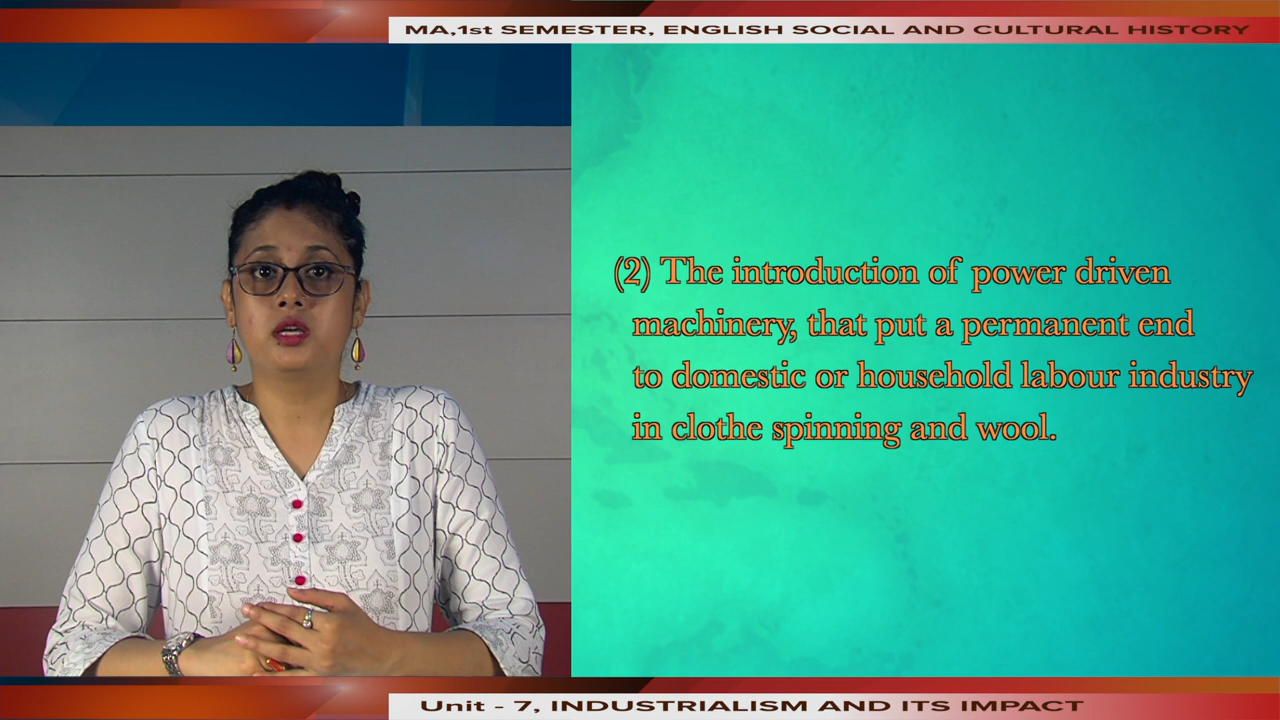 MA,1st SEMESTER, ENGLISH SOCIAL AND CULTURAL HISTORY
(2) The introduction of power driven
machinery, that put a permanent end
to domestic or household labour industry
in clothe spinning and wool.
Unit - 7, INDUSTRIALISM AND ITS IMPACT